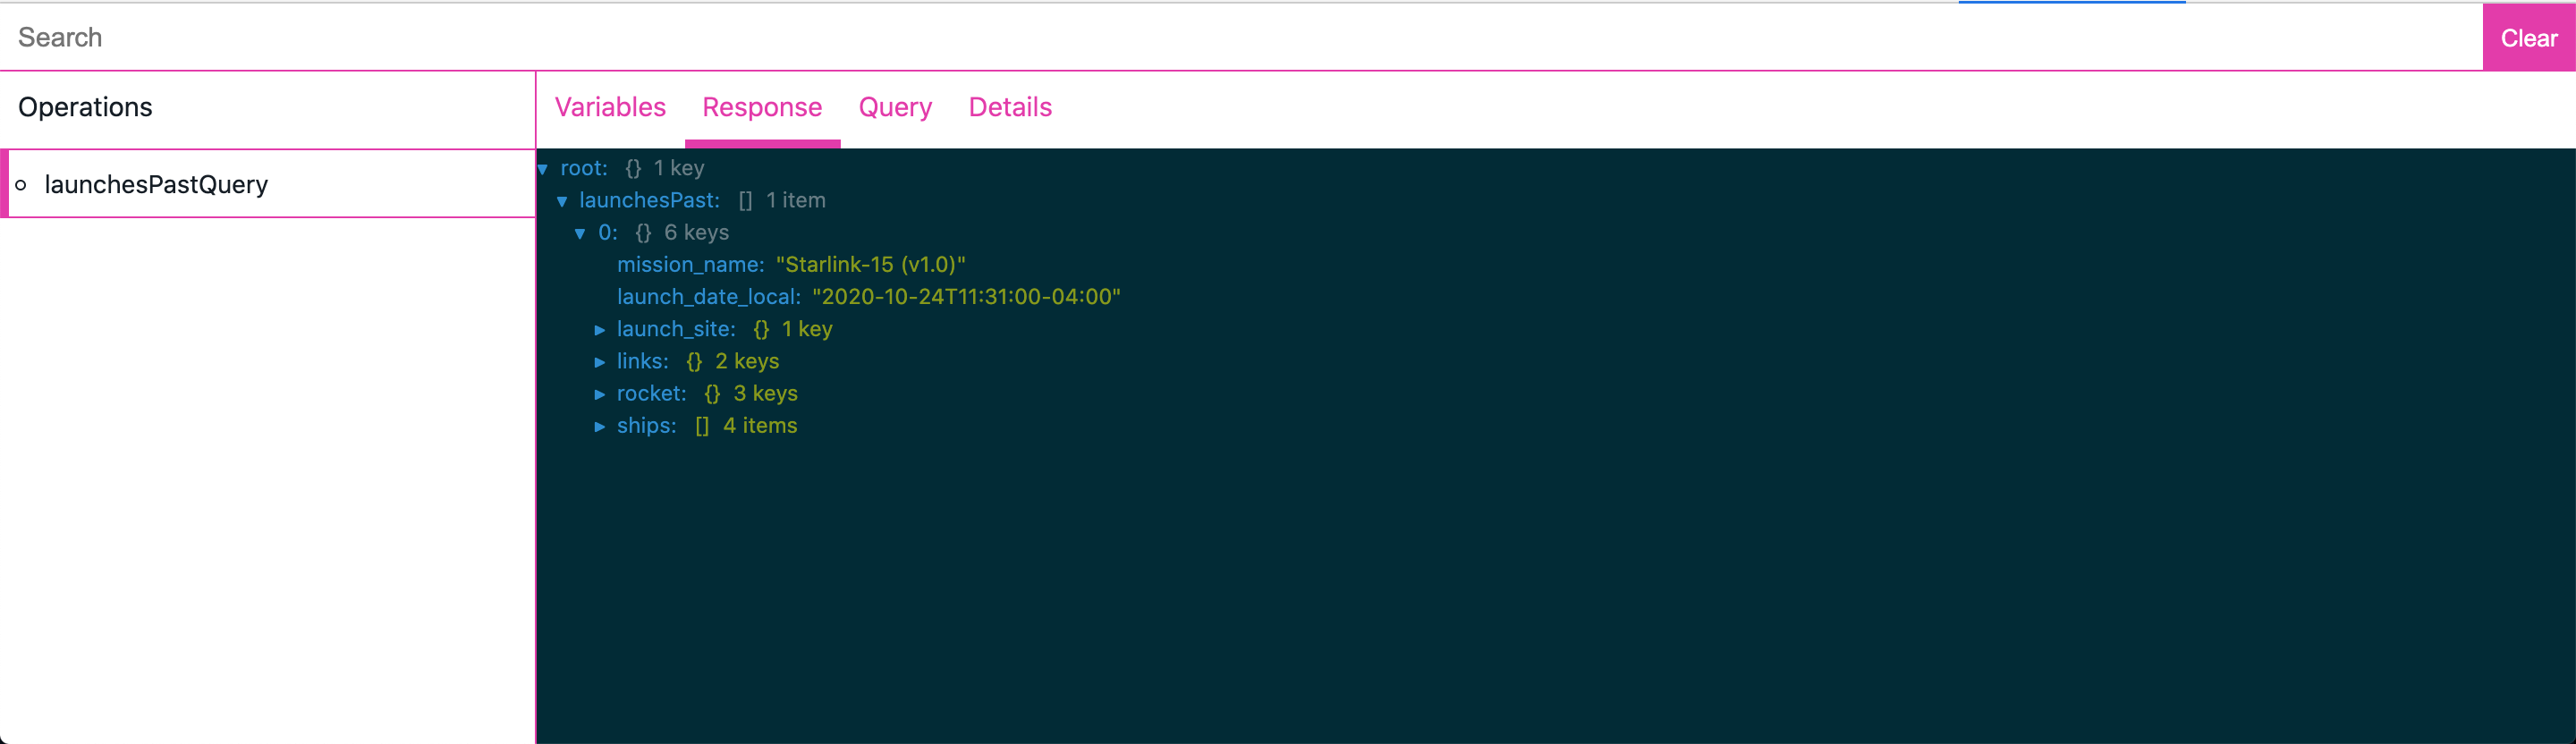 Search
Clear
Operations
Variables Response Query Details
launchesPastQuery
root: {} 1 key
launchesPast: [] 1 item
0: {} 6 keys
mission_name: "Starlink-15 (v1.0)"
launch_date_local: "2020-10-24T11:31:00-04:00"
launch_site: {} 1 key
links: {} 2 keys
rocket: {} 3 keys
ships: [] 4 items